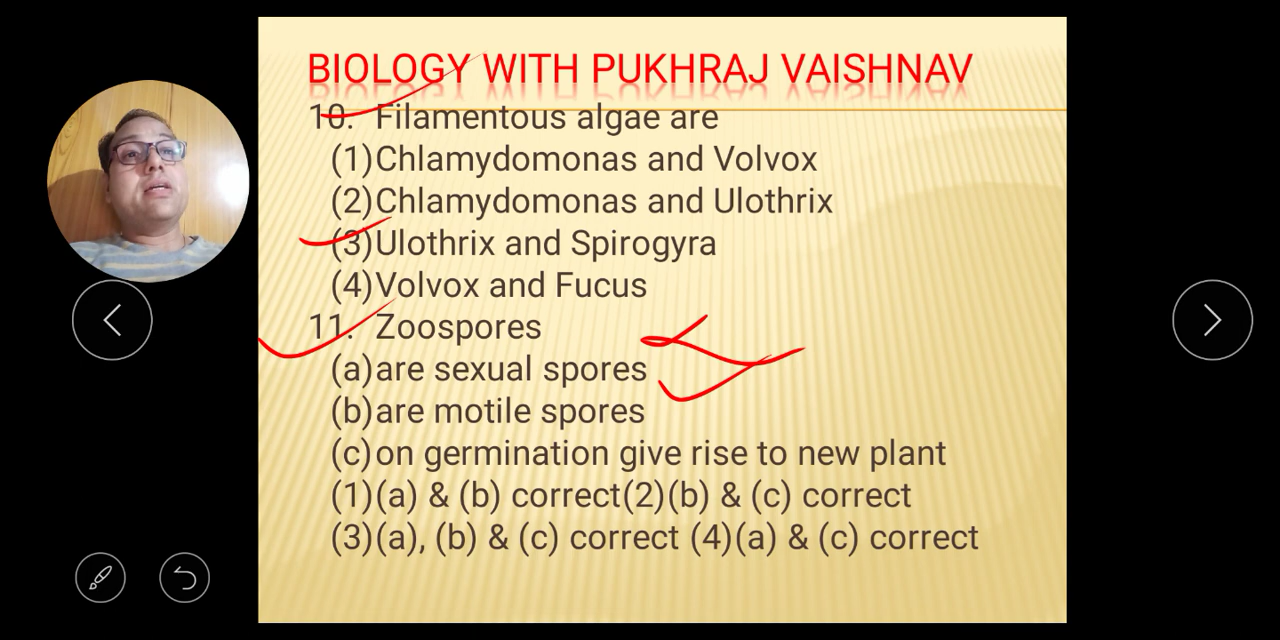 BIOLOGY WITH PUKHRAJ VAISHNAV
10. Filamentous algae are
(1)Chlamydomonas and Volvox
(2)Chlamydomonas and Ulothrix
(3)Ulothrix and Spirogyra
(4)Volvox and Fucus
11. Zoospores
(a)are sexual spores
(b)are motile spores
(c)on germination give rise to new plant
(1)(a) & (b) correct(2)(b) & (c) correct
(3)(a), (b) & (c) correct (4)(a) & (c) correct